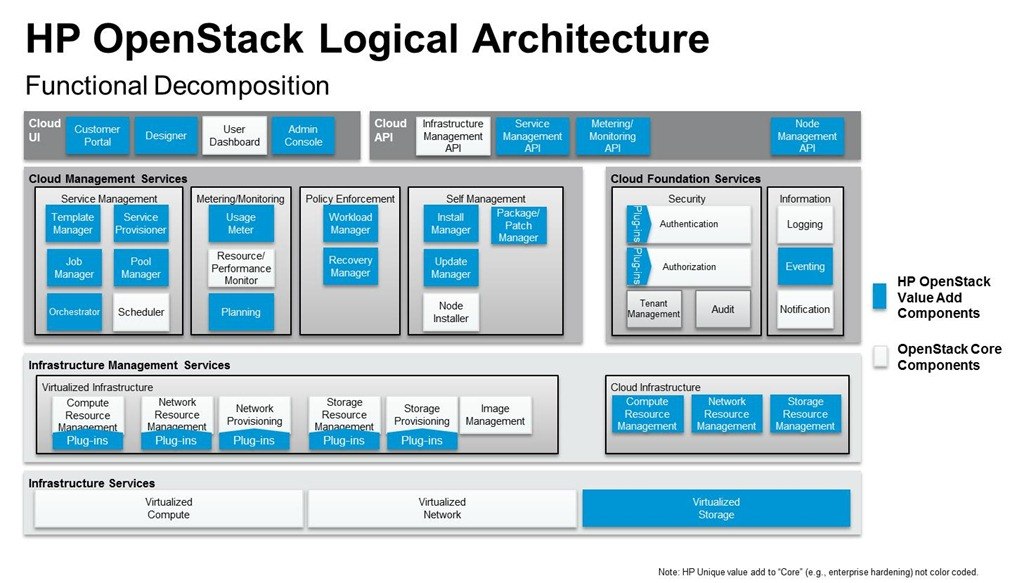 HP OpenStack Logical Architecture
Functional Decomposition
Cloud
UI
Customer
Portal
Designer
User
Dashboard
Admin
Console
Cloud
API
Infrastructure
Management
API
Service
Management
API
Metering/
Monitoring
API
Node
Management
API
Cloud Management Services
Service Management
Template
Manager
Service
Provisioner
Job
Manager
Pool
Manager
Orchestrator
Scheduler
Metering/Monitoring
Usage
Meter
Resource/
Performance
Monitor
Planning
Policy Enforcement
Workload
Manager
Recovery
Manager
Self Management
Install
Manager
Package/
Patch
Manager
Update
Manager
Node
Installer
Cloud Foundation Services
Security
Plug-ins
Authentication
Plug-ins
Authorization
Tenant
Management
Audit
Information
Logging
Eventing
Notification
HP OpenStack
Value Add
Components
OpenStack Core
Components
Infrastructure Management Services
Virtualized Infrastructure
Compute
Resource
Management
Plug-ins
Network
Resource
Management
Plug-ins
Network
Provisioning
Plug-ins
Storage
Resource
Management
Plug-ins
Storage
Provisioning
Plug-ins
Image
Management
Cloud Infrastructure
Compute
Resource
Management
Network
Resource
Management
Storage
Resource
Management
Infrastructure Services
Virtualized
Compute
Virtualized
Network
Virtualized
Storage
Note: HP Unique value add to “Core” (e.g., enterprise hardening) not color coded.